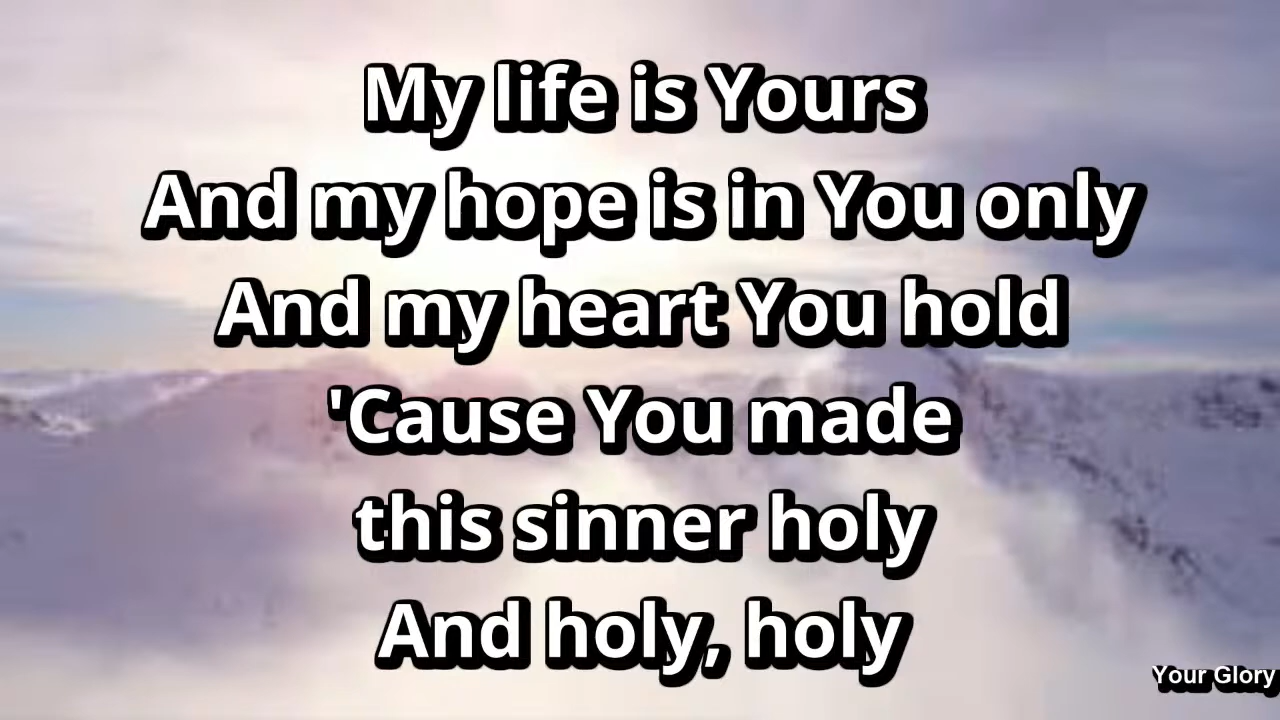 My life is Yours
And my hope is in You only
And my heart You hold
'Cause You made
this sinner holy
And holy, holy
Your Glory